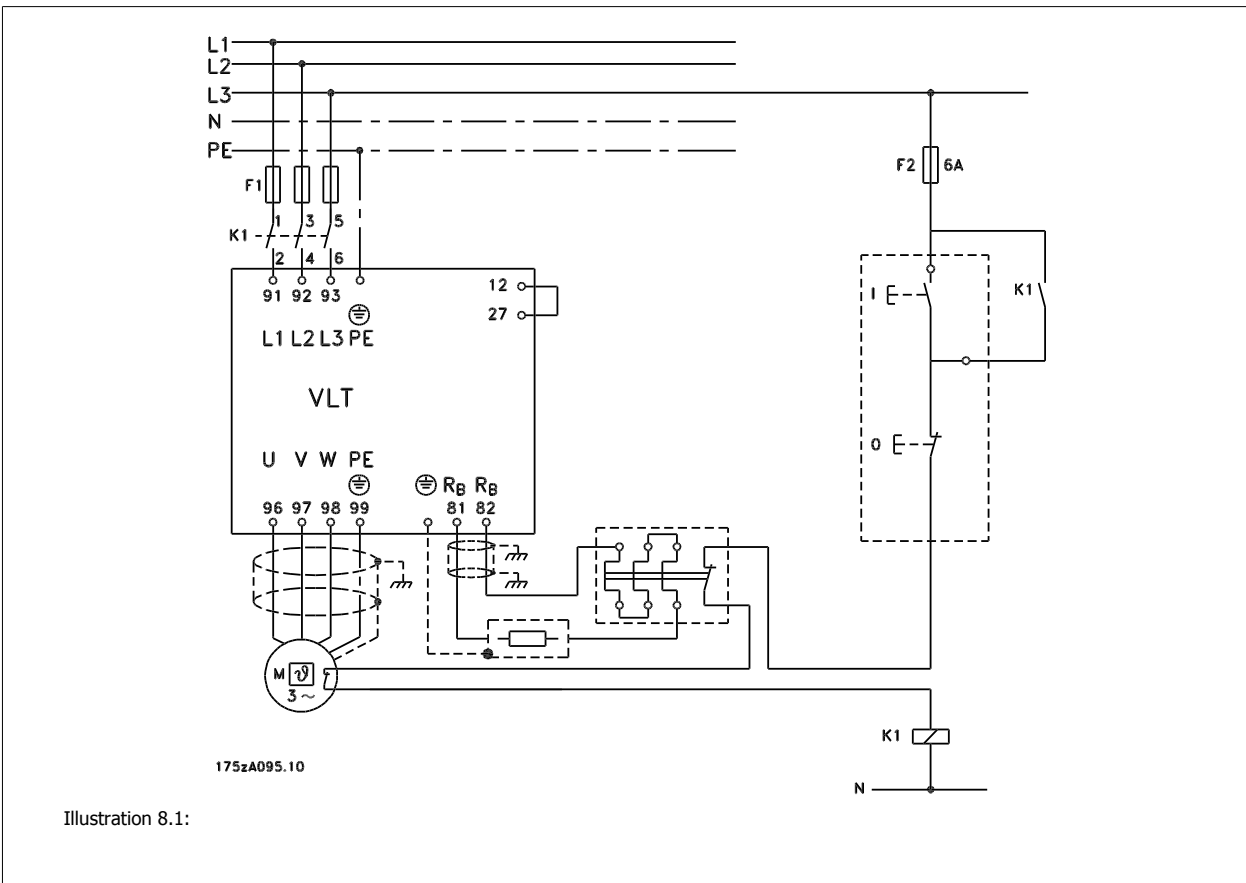 L1
L2
L3
N
PE
F2 6A
F1
1 3 5
K1
2 4 6
91 92 93
12
27
I
K1
L1 L2 L3 PE
VLT
O
U V W PE
RB RB
96 97 98 99
81 82
M ϑ
3 ~
K1
175zA095.10
N
Illustration 8.1: